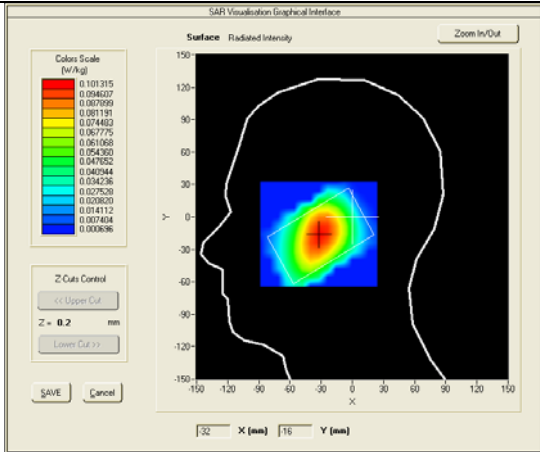 SAR Visualisation Graphical Interface
Surface Radiated Intensity
Zoom In/Out
Colors Scale
(W/kg)
0.101315
0.094607
0.087899
0.081191
0.074483
0.067775
0.061068
0.054360
0.047652
0.040944
0.034236
0.027528
0.020820
0.014112
0.007404
0.000696
Z Cuts Control
<< Upper Cut
Z = 0.2 mm
Lower Cut >>
SAVE Cancel
150-
120-
90-
60-
30-
0-
-30-
-60-
-90-
-120-
-150-
Y
-150 -120 -90 -60 -30 0 30 60 90 120 150
X
-32 X (mm) -16 Y (mm)